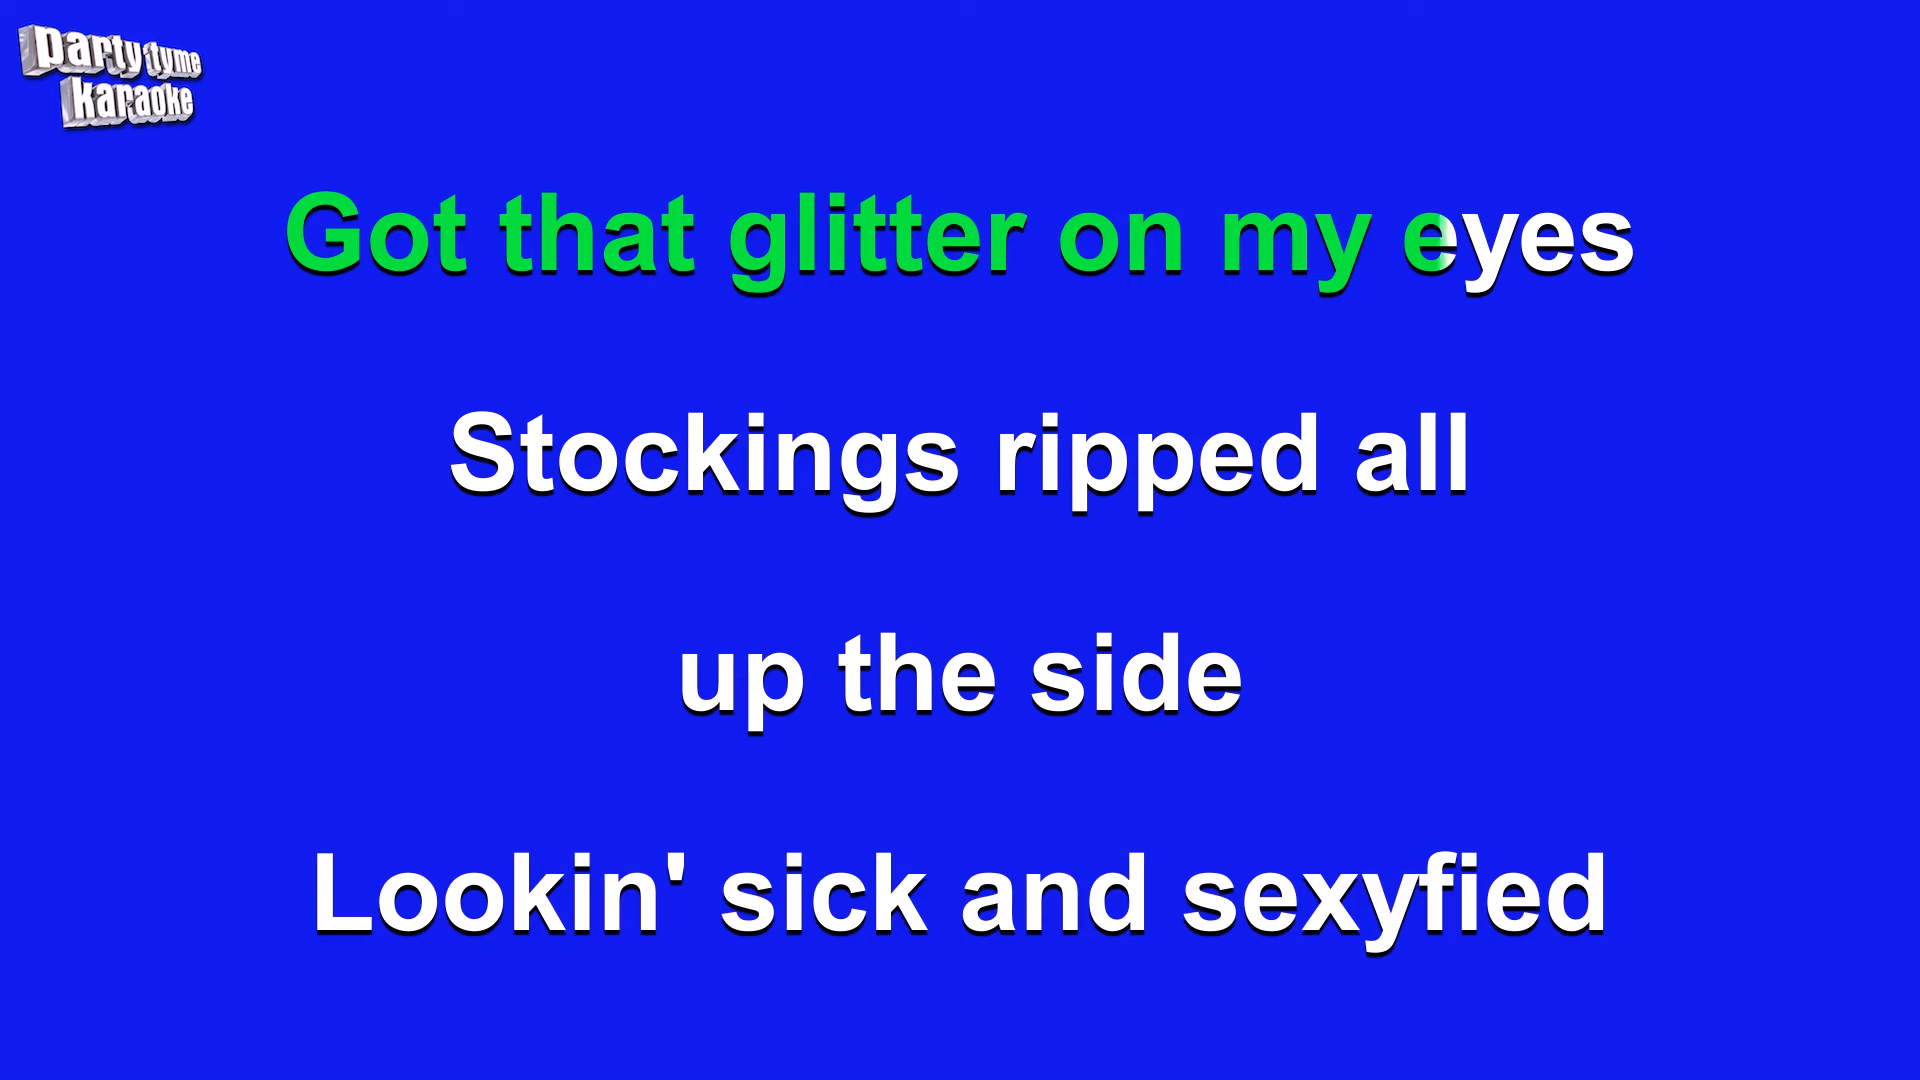 party tyme
karaoke
Got that glitter on my eyes
Stockings ripped all
up the side
Lookin' sick and sexyfied